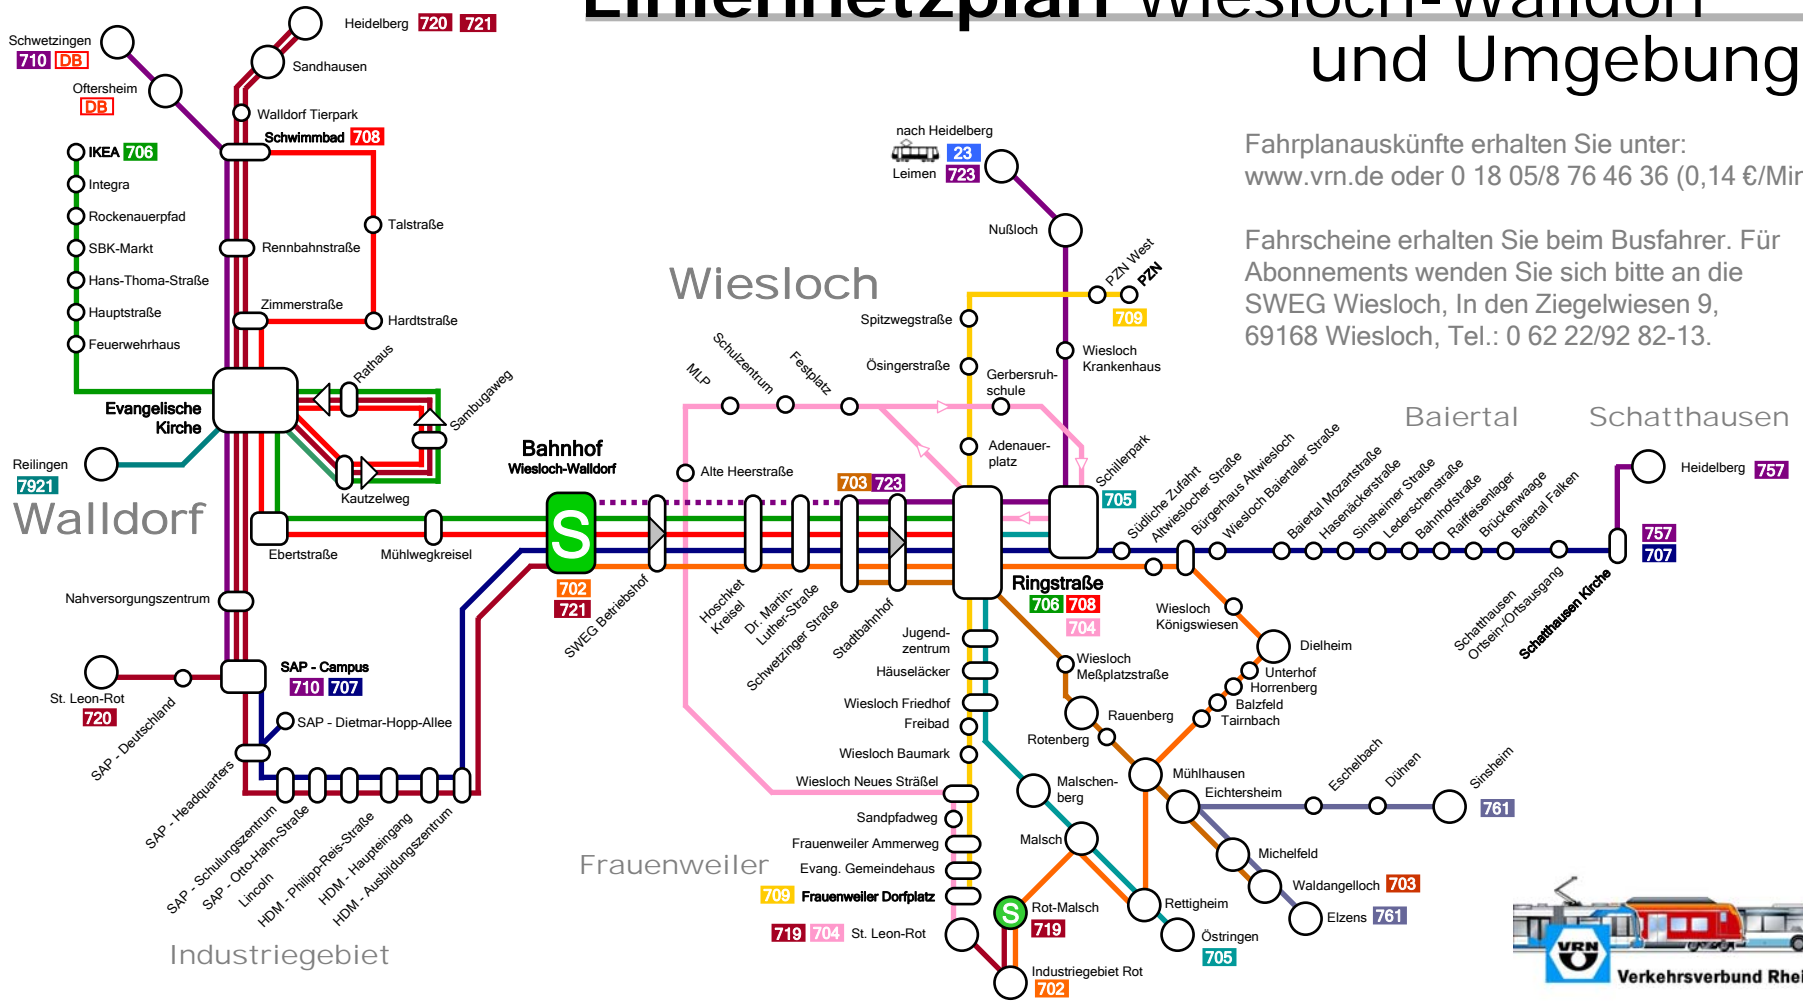 Liniennetzplan Wiesloch-Walldorf
und Umgebung
Fahrplanauskünfte erhalten Sie unter:
www.vrn.de oder 0 18 05/8 76 46 36 (0,14 €/Min
Fahrscheine erhalten Sie beim Busfahrer. Für
Abonnements wenden Sie sich bitte an die
SWEG Wiesloch, In den Ziegelwiesen 9,
69168 Wiesloch, Tel.: 0 62 22/92 82-13.
Heidelberg 720 721
Schwetzingen
710 DB
Sandhausen
Oftersheim
DB
Walldorf Tierpark
Schwimmbad 708
IKEA 706
Integra
Rockenauerpfad
SBK-Markt
Hans-Thoma-Straße
Hauptstraße
Feuerwehrhaus
Talstraße
Rennbahnstraße
Zimmerstraße
Hardtstraße
Rathaus
Sambugaweg
Evangelische
Kirche
Kautzelweg
Reilingen
7921
Walldorf
Ebertstraße
Mühlwegkreisel
Bahnhof
Wiesloch-Walldorf
S
702
721
Nahversorgungszentrum
SAP - Campus
710 707
St. Leon-Rot
720
SAP - Deutschland
SAP - Dietmar-Hopp-Allee
SAP - Headquarters
SAP - Schulungszentrum
SAP - Otto-Hahn-Straße
Lincoln
HDM - Philipp-Reis-Straße
HDM - Haupteingang
HDM - Ausbildungszentrum
Industriegebiet
Wiesloch
nach Heidelberg
23
Leimen 723
Nußloch
PZN West
PZN
709
Spitzwegstraße
Ösingerstraße
Wiesloch
Krankenhaus
Gerbersruh-
schule
MLP
Schulzentrum
Festplatz
Adenauer-
platz
Alte Heerstraße
Schillerpark
705
703 723
SWEG Betriebshof
Hoschket
Kreisel
Dr. Martin-
Luther-Straße
Schwetzinger Straße
Stadtbahnhof
Ringstraße
706 708
704
Südliche Zufahrt
Altwieslocher Straße
Bürgerhaus Altwiesloch
Wiesloch Baiertaler Straße
Baiertal
Baiertal Mozartstraße
Hasenäckerstraße
Sinsheimer Straße
Lederschenstraße
Bahnhofstraße
Raiffeisenlager
Brückenwaage
Baiertal Falken
Schatthausen
Heidelberg 757
757
707
Schatthausen
Ortsein-/Ortsausgang
Schatthausen Kirche
Wiesloch
Königswiesen
Dielheim
Unterhof
Horrenberg
Balzfeld
Tairnbach
Jugend-
zentrum
Häuseläcker
Wiesloch Friedhof
Freibad
Wiesloch Baumark
Wiesloch Neues Sträßel
Sandpfadweg
Frauenweiler Ammerweg
Evang. Gemeindehaus
709 Frauenweiler Dorfplatz
Frauenweiler
719 704 St. Leon-Rot
Wiesloch
Meßplatzstraße
Rauenberg
Rotenberg
Mühlhausen
Eichtersheim
Eschelbach
Dühren
Sinsheim
761
Michelfeld
Waldangelloch 703
Elzens 761
Malschen-
berg
Malsch
Rettigheim
Östringen
705
S
Rot-Malsch
719
Industriegebiet Rot
702
VRN
Verkehrsverbund Rhei